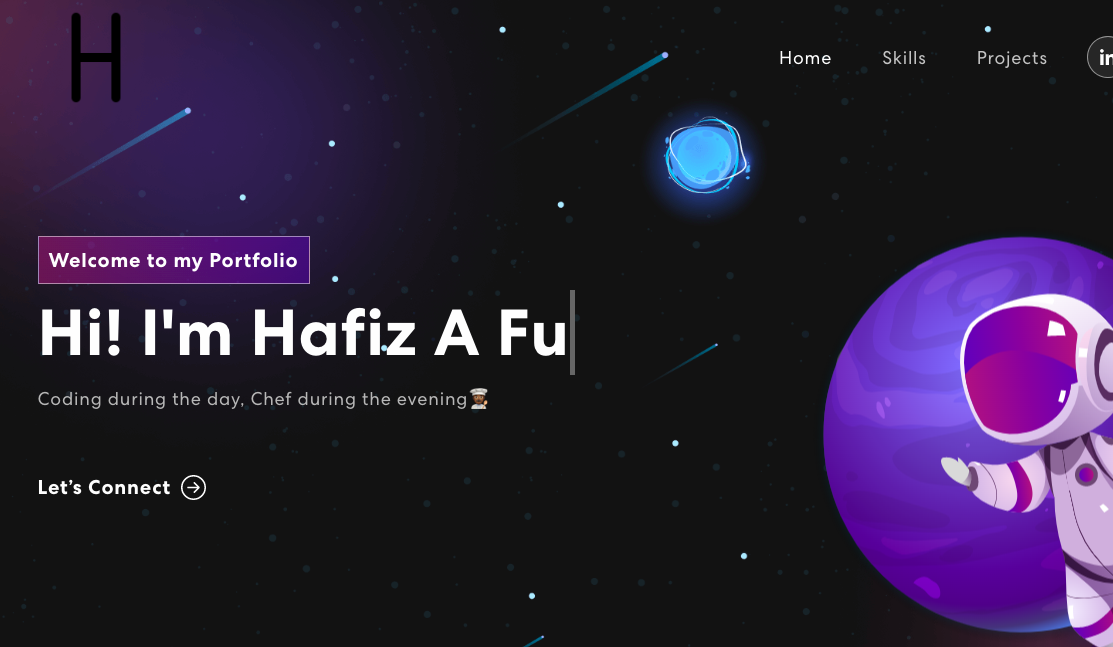 H
Home Skills Projects in
Welcome to my Portfolio
Hi! I'm Hafiz A Fu
Coding during the day, Chef during the evening👨🏾‍🍳
Let’s Connect